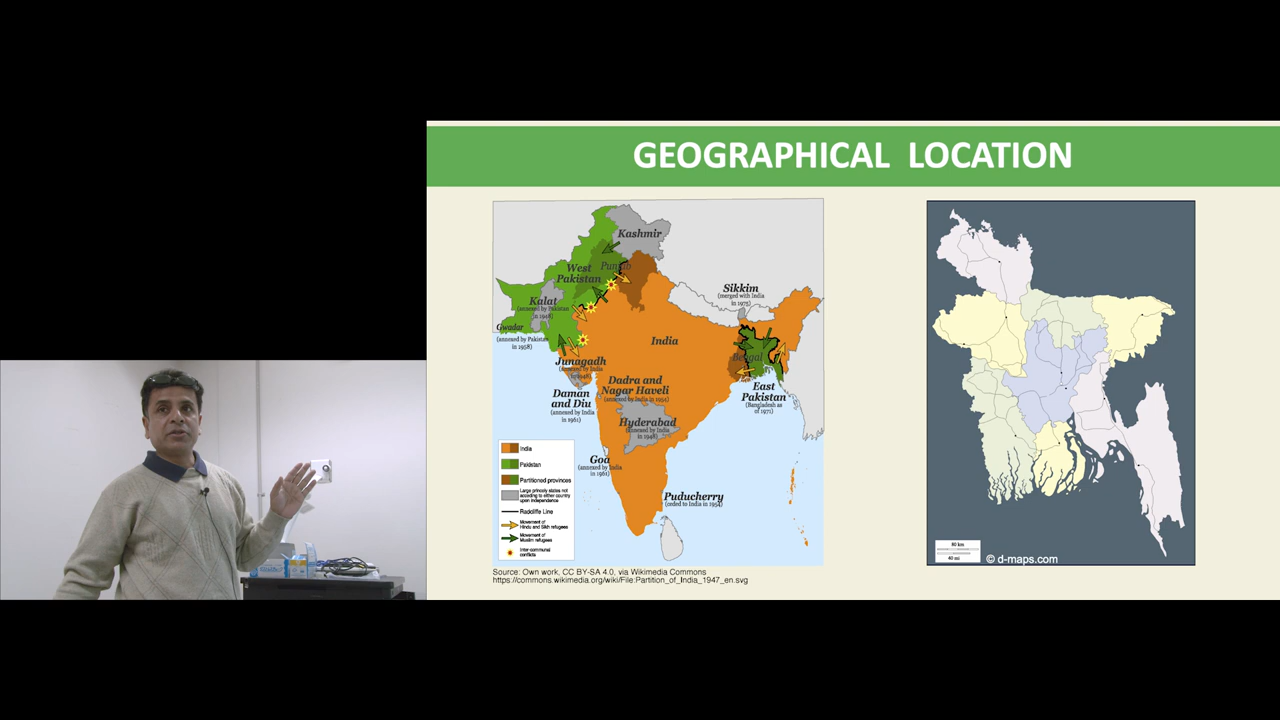 GEOGRAPHICAL LOCATION
Kashmir
Punjab
West
Pakistan
Kalat
(annexed by Pakistan
in 1948)
Gwadar
(annexed by Pakistan
in 1958)
Sikkim
(merged with India
in 1975)
India
Bengal
Junagadh
(annexed by India
in 1948)
Daman
and Diu
(annexed by India
in 1961)
Dadra and
Nagar Haveli
(annexed by India in 1954)
East
Pakistan
(Bangladesh as
of 1971)
Hyderabad
(annexed by India
in 1948)
Goa
(annexed by India
in 1961)
Puducherry
(ceded to India in 1954)
India
Pakistan
Partitioned provinces
Large princely states not
according to either country
upon independence
Radcliffe Line
Movement of
Hindu and Sikh refugees
Movement of
Muslim refugees
Inter-communal
conflicts
Source: Own work, CC BY-SA 4.0, via Wikimedia Commons
https://commons.wikimedia.org/wiki/File:Partition_of_India_1947_en.svg
80 km
40 mi
© d-maps.com